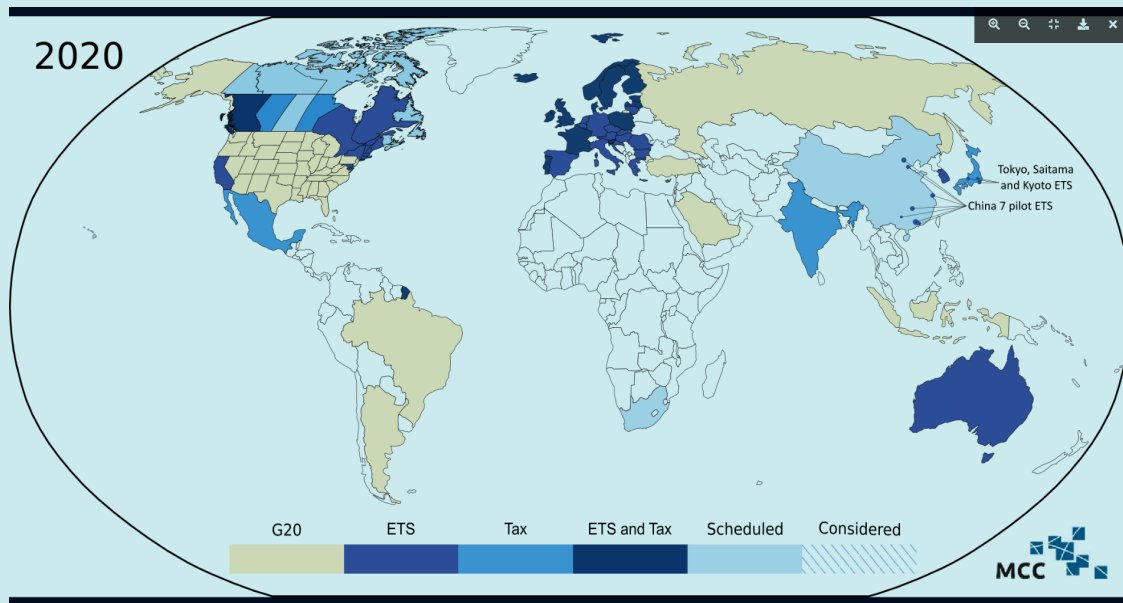 2020
Tokyo, Saitama
and Kyoto ETS
China 7 pilot ETS
G20
ETS
Tax
ETS and Tax
Scheduled
Considered
MCC